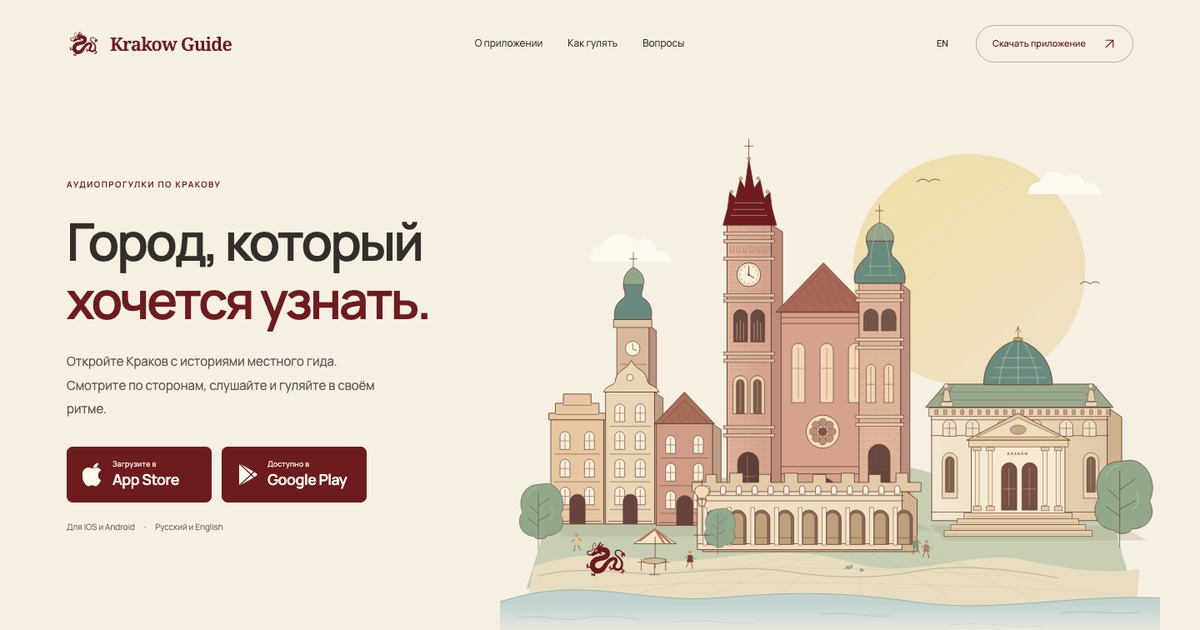 Krakow Guide
О приложении
Как гулять
Вопросы
EN
Скачать приложение
АУДИОПРОГУЛКИ ПО КРАКОВУ
Город, который
хочется узнать.
Откройте Краков с историями местного гида.
Смотрите по сторонам, слушайте и гуляйте в своём
ритме.
Загрузите в
App Store
Доступно в
Google Play
Для iOS и Android · Русский и English
KRAKÓW